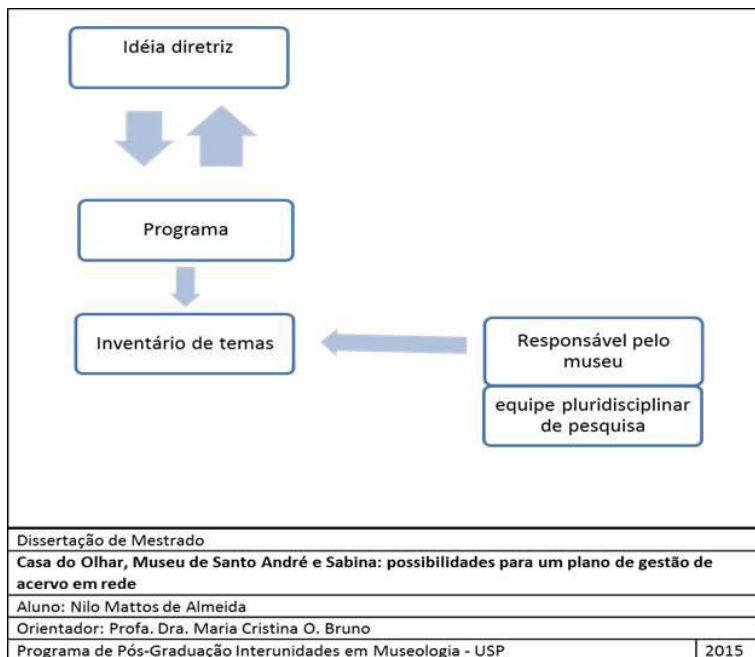 Idéia diretriz
Programa
Inventário de temas
Responsável pelo
museu
equipe pluridisciplinar
de pesquisa
Dissertação de Mestrado
Casa do Olhar, Museu de Santo André e Sabina: possibilidades para um plano de gestão de
acervo em rede
Aluno: Nilo Mattos de Almeida
Orientador: Profa. Dra. Maria Cristina O. Bruno
Programa de Pós-Graduação Interunidades em Museologia - USP 2015